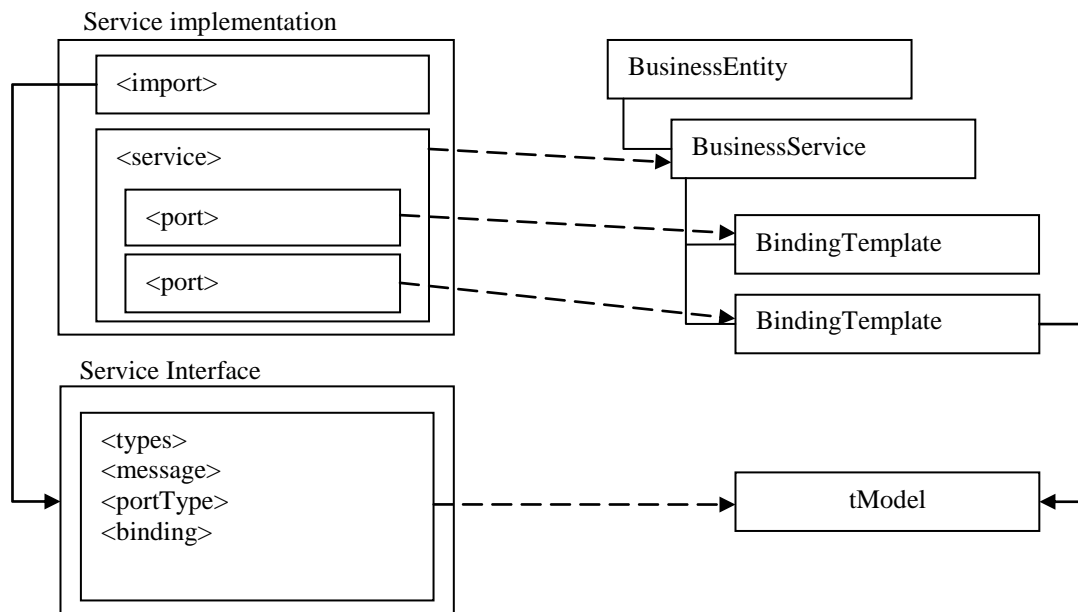 Service implementation
<import>
<service>
<port>
<port>
BusinessEntity
BusinessService
BindingTemplate
BindingTemplate
Service Interface
<types>
<message>
<portType>
<binding>
tModel